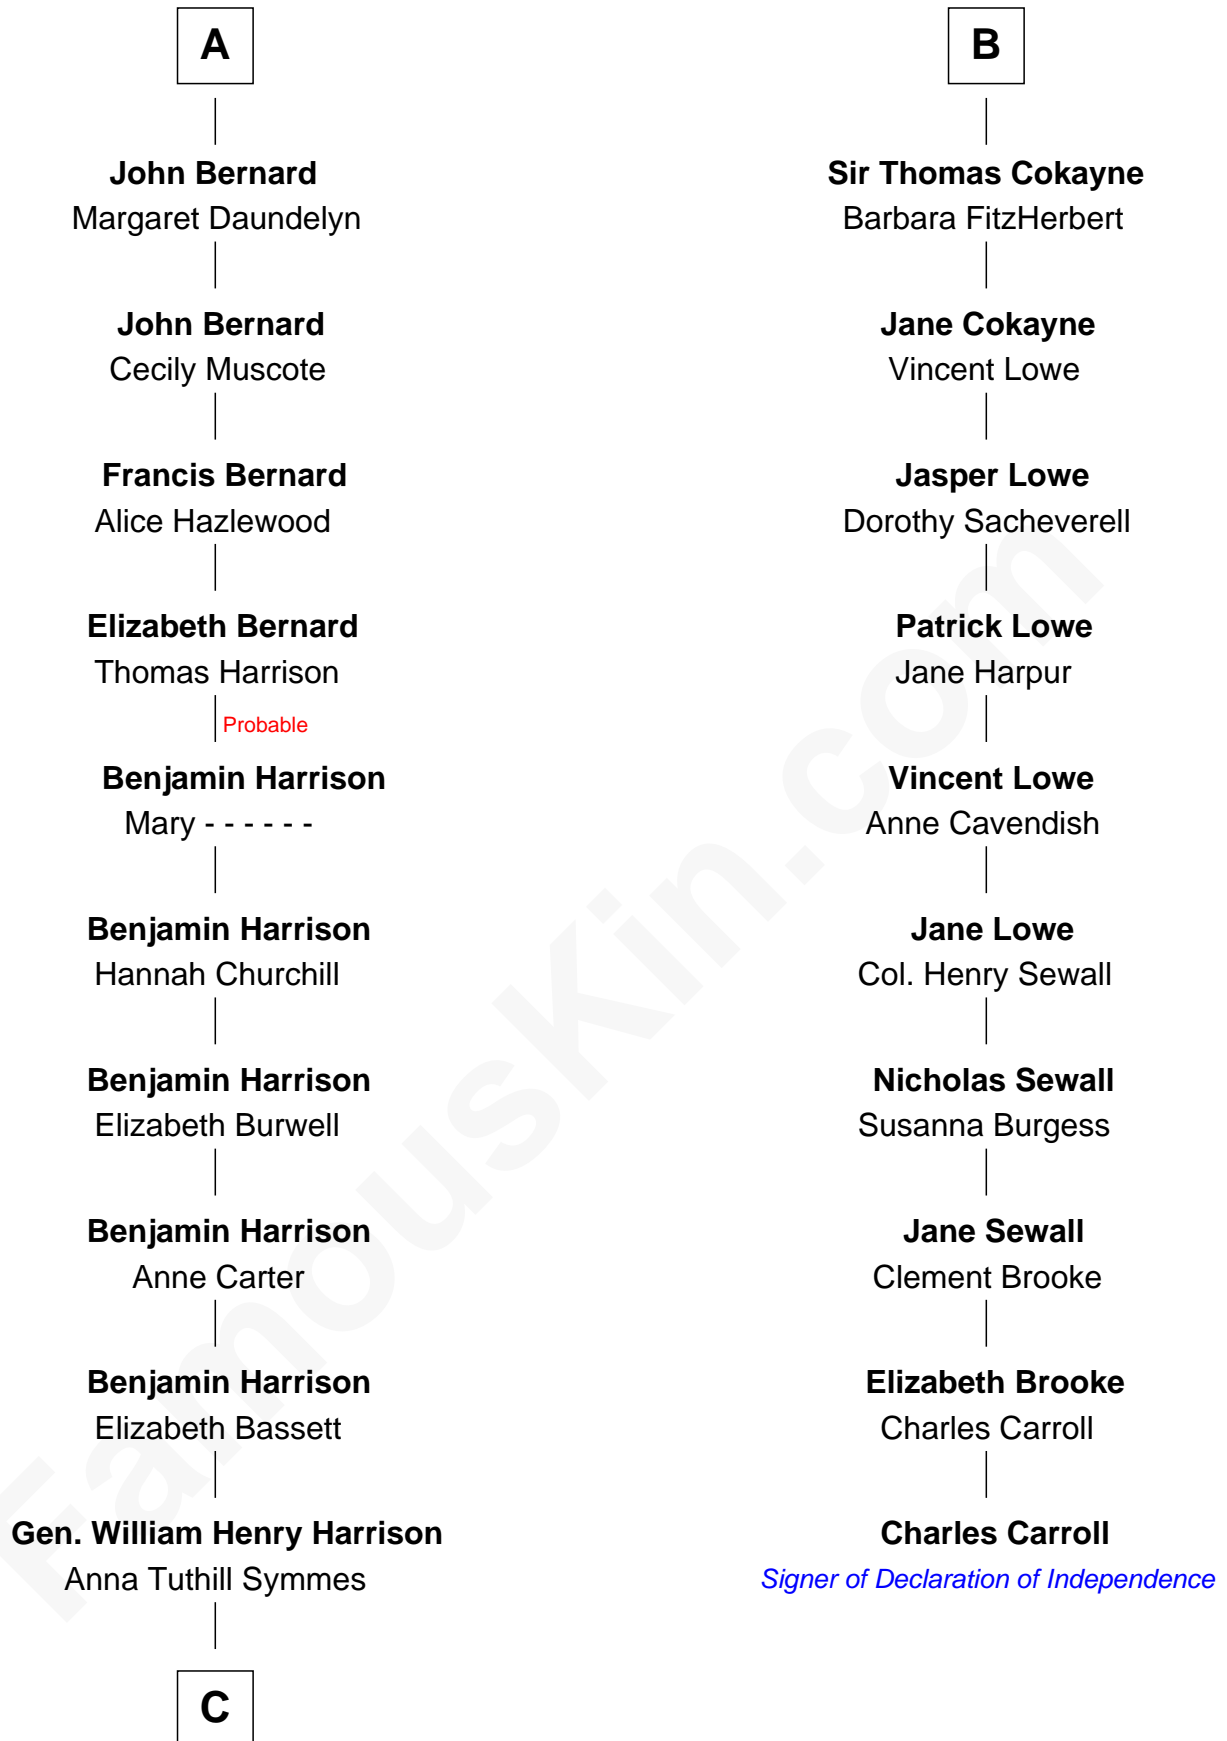 A
John Bernard
Margaret Daundelyn
John Bernard
Cecily Muscote
Francis Bernard
Alice Hazlewood
Elizabeth Bernard
Thomas Harrison
Probable
Benjamin Harrison
Mary - - - - - -
Benjamin Harrison
Hannah Churchill
Benjamin Harrison
Elizabeth Burwell
Benjamin Harrison
Anne Carter
Benjamin Harrison
Elizabeth Bassett
Gen. William Henry Harrison
Anna Tuthill Symmes
C
B
Sir Thomas Cokayne
Barbara FitzHerbert
Jane Cokayne
Vincent Lowe
Jasper Lowe
Dorothy Sacheverell
Patrick Lowe
Jane Harpur
Vincent Lowe
Anne Cavendish
Jane Lowe
Col. Henry Sewall
Nicholas Sewall
Susanna Burgess
Jane Sewall
Clement Brooke
Elizabeth Brooke
Charles Carroll
Charles Carroll
Signer of Declaration of Independence
FamousKin.com